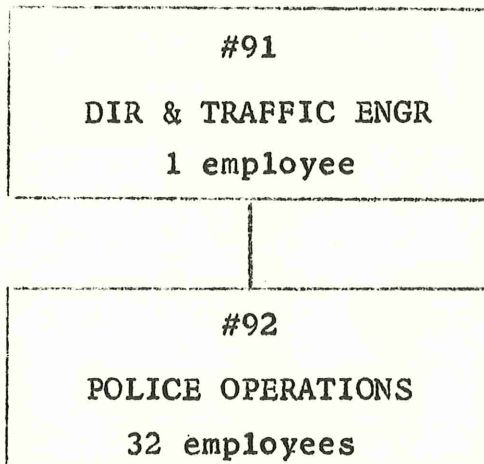 #91
DIR & TRAFFIC ENGR
1 employee
#92
POLICE OPERATIONS
32 employees